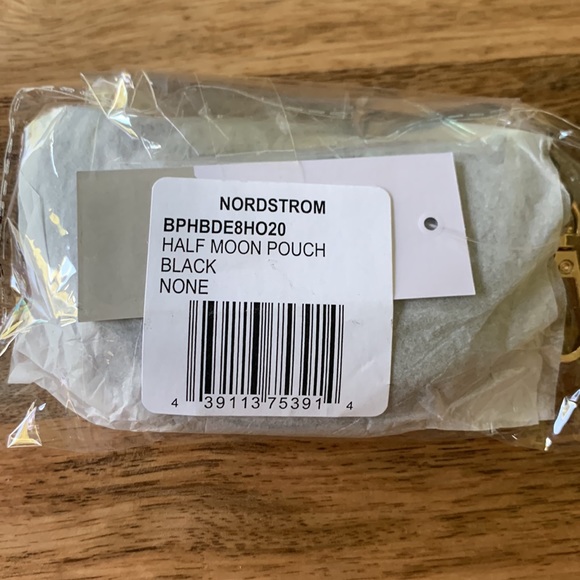 NORDSTROM
BPHBDE8HO20
HALF MOON POUCH
BLACK
NONE
4 39113 75391 4